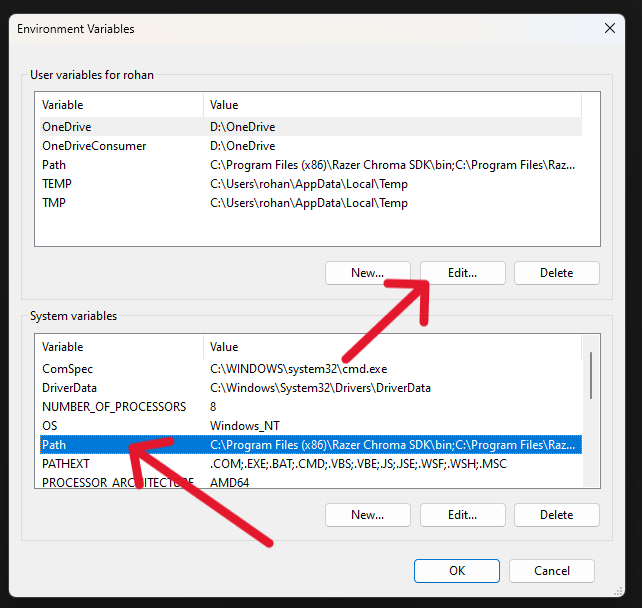 Environment Variables
User variables for rohan
Variable Value
OneDrive D:\OneDrive
OneDriveConsumer D:\OneDrive
Path C:\Program Files (x86)\Razer Chroma SDK\bin;C:\Program Files\Raz...
TEMP C:\Users\rohan\AppData\Local\Temp
TMP C:\Users\rohan\AppData\Local\Temp
New... Edit... Delete
System variables
Variable Value
ComSpec C:\WINDOWS\system32\cmd.exe
DriverData C:\Windows\System32\Drivers\DriverData
NUMBER_OF_PROCESSORS 8
OS Windows_NT
Path C:\Program Files (x86)\Razer Chroma SDK\bin;C:\Program Files\Raz...
PATHEXT .COM;.EXE;.BAT;.CMD;.VBS;.VBE;.JS;.JSE;.WSF;.WSH;.MSC
PROCESSOR_ARCHITECTURE AMD64
New... Edit... Delete
OK Cancel